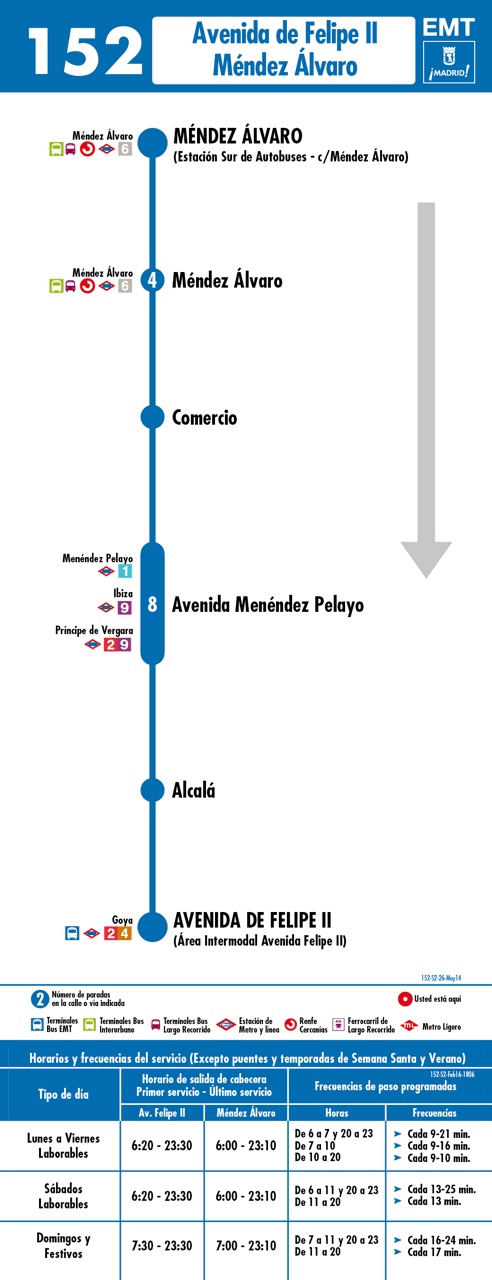 152
Avenida de Felipe II
Méndez Álvaro
EMT
¡MADRID!
Méndez Álvaro
6
MÉNDEZ ÁLVARO
(Estación Sur de Autobuses - c/Méndez Álvaro)
Méndez Álvaro
6
4
Méndez Álvaro
Comercio
Menéndez Pelayo
1
Ibiza
9
Príncipe de Vergara
2 9
8
Avenida Menéndez Pelayo
Alcalá
Goya
2 4
AVENIDA DE FELIPE II
(Área Intermodal Avenida Felipe II)
152-S2-26-May14
2
Número de paradas
en la calle o vía indicada
Usted está aquí
Terminales
Bus EMT
Terminales Bus
Interurbano
Terminales Bus
Largo Recorrido
Estación de
Metro y línea
Renfe
Cercanías
Ferrocarril de
Largo Recorrido
ML
Metro Ligero
Horarios y frecuencias del servicio (Excepto puentes y temporadas de Semana Santa y Verano)
152-S2-Feb16-1806
Tipo de día
Horario de salida de cabecera
Primer servicio - Último servicio
Frecuencias de paso programadas
Av. Felipe II
Méndez Álvaro
Horas
Frecuencias
Lunes a Viernes
Laborables
6:20 - 23:30
6:00 - 23:10
De 6 a 7 y 20 a 23
De 7 a 10
De 10 a 20
Cada 9-21 min.
Cada 9-16 min.
Cada 9-10 min.
Sábados
Laborables
6:20 - 23:30
6:00 - 23:10
De 6 a 11 y 20 a 23
De 11 a 20
Cada 13-25 min.
Cada 13 min.
Domingos y
Festivos
7:30 - 23:30
7:00 - 23:10
De 7 a 11 y 20 a 23
De 11 a 20
Cada 16-24 min.
Cada 17 min.